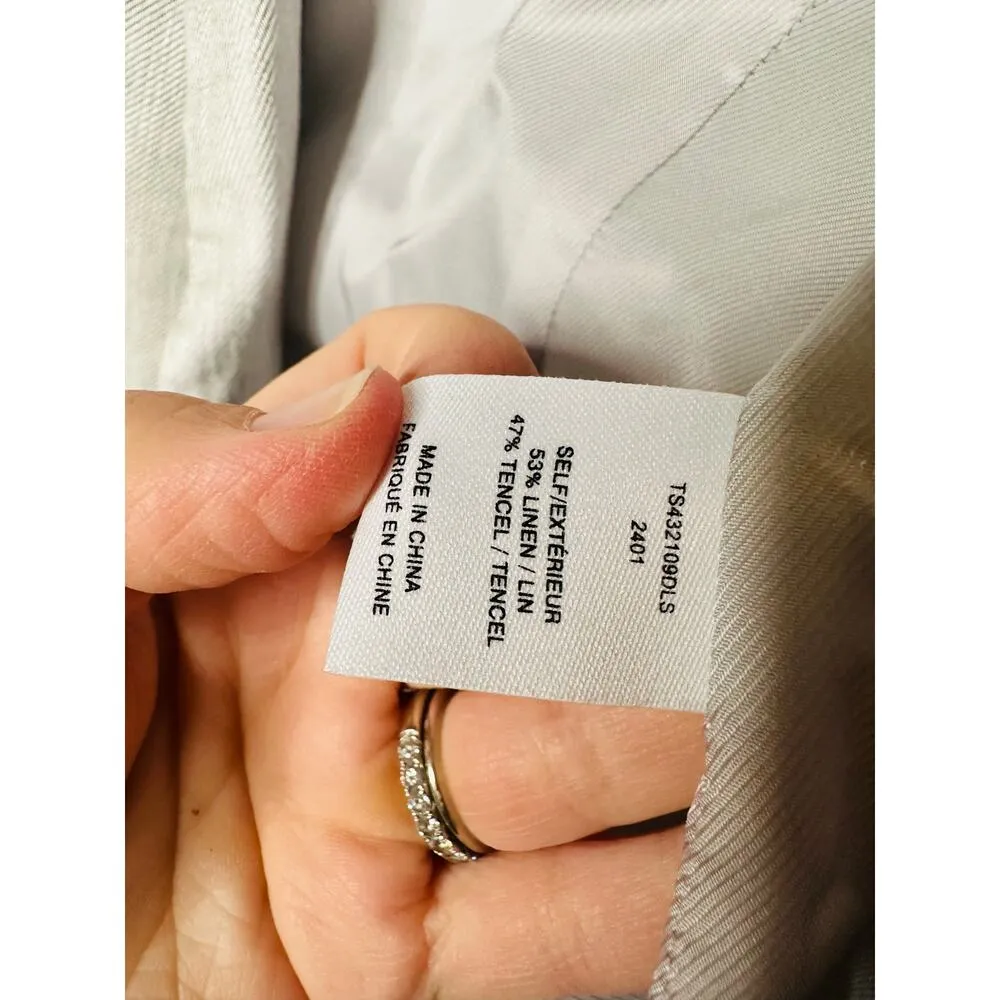 TS432109DLS
2401
SELF/EXTÉRIEUR
53% LINEN / LIN
47% TENCEL / TENCEL
MADE IN CHINA
FABRIQUÉ EN CHINE